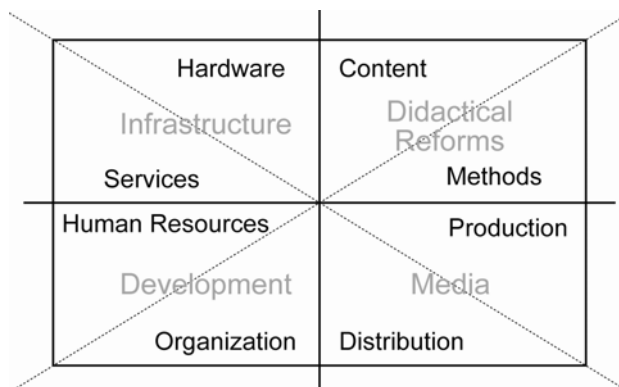 Hardware
Content
Infrastructure
Didactical
Reforms
Services
Methods
Human Resources
Production
Development
Media
Organization
Distribution